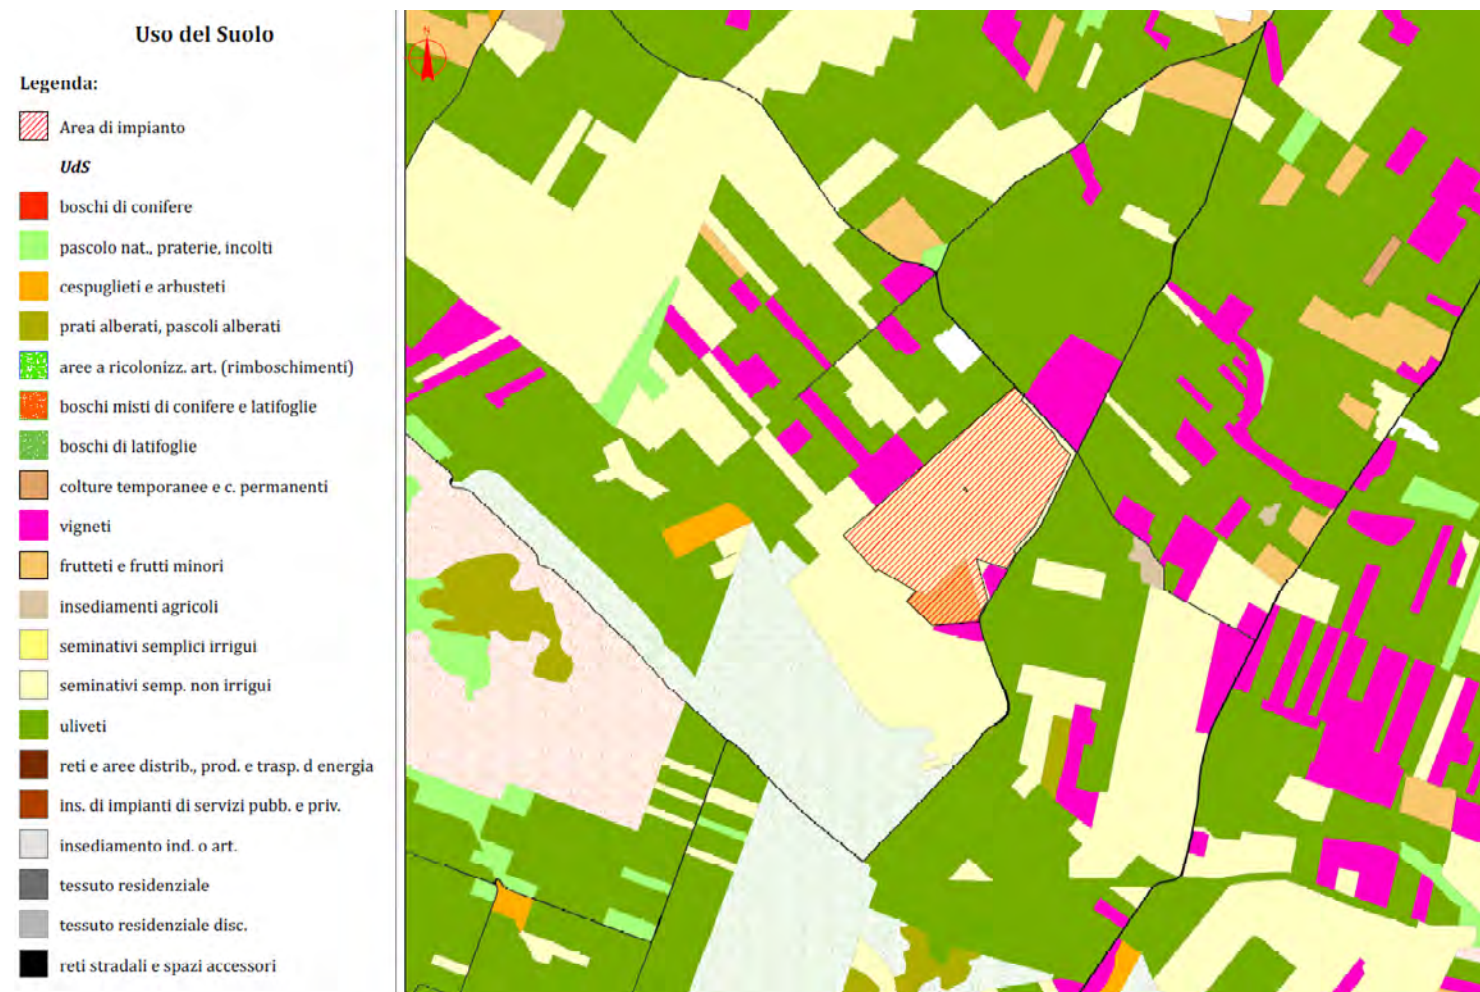 Uso del Suolo
Legenda:
Area di impianto
UdS
boschi di conifere
pascolo nat., praterie, incolti
cespuglieti e arbusteti
prati alberati, pascoli alberati
aree a ricolonizz. art. (rimboschimenti)
boschi misti di conifere e latifoglie
boschi di latifoglie
colture temporanee e c. permanenti
vigneti
frutteti e frutti minori
insediamenti agricoli
seminativi semplici irrigui
seminativi semp. non irrigui
uliveti
reti e aree distrib., prod. e trasp. d energia
ins. di impianti di servizi pubb. e priv.
insediamento ind. o art.
tessuto residenziale
tessuto residenziale disc.
reti stradali e spazi accessori
N